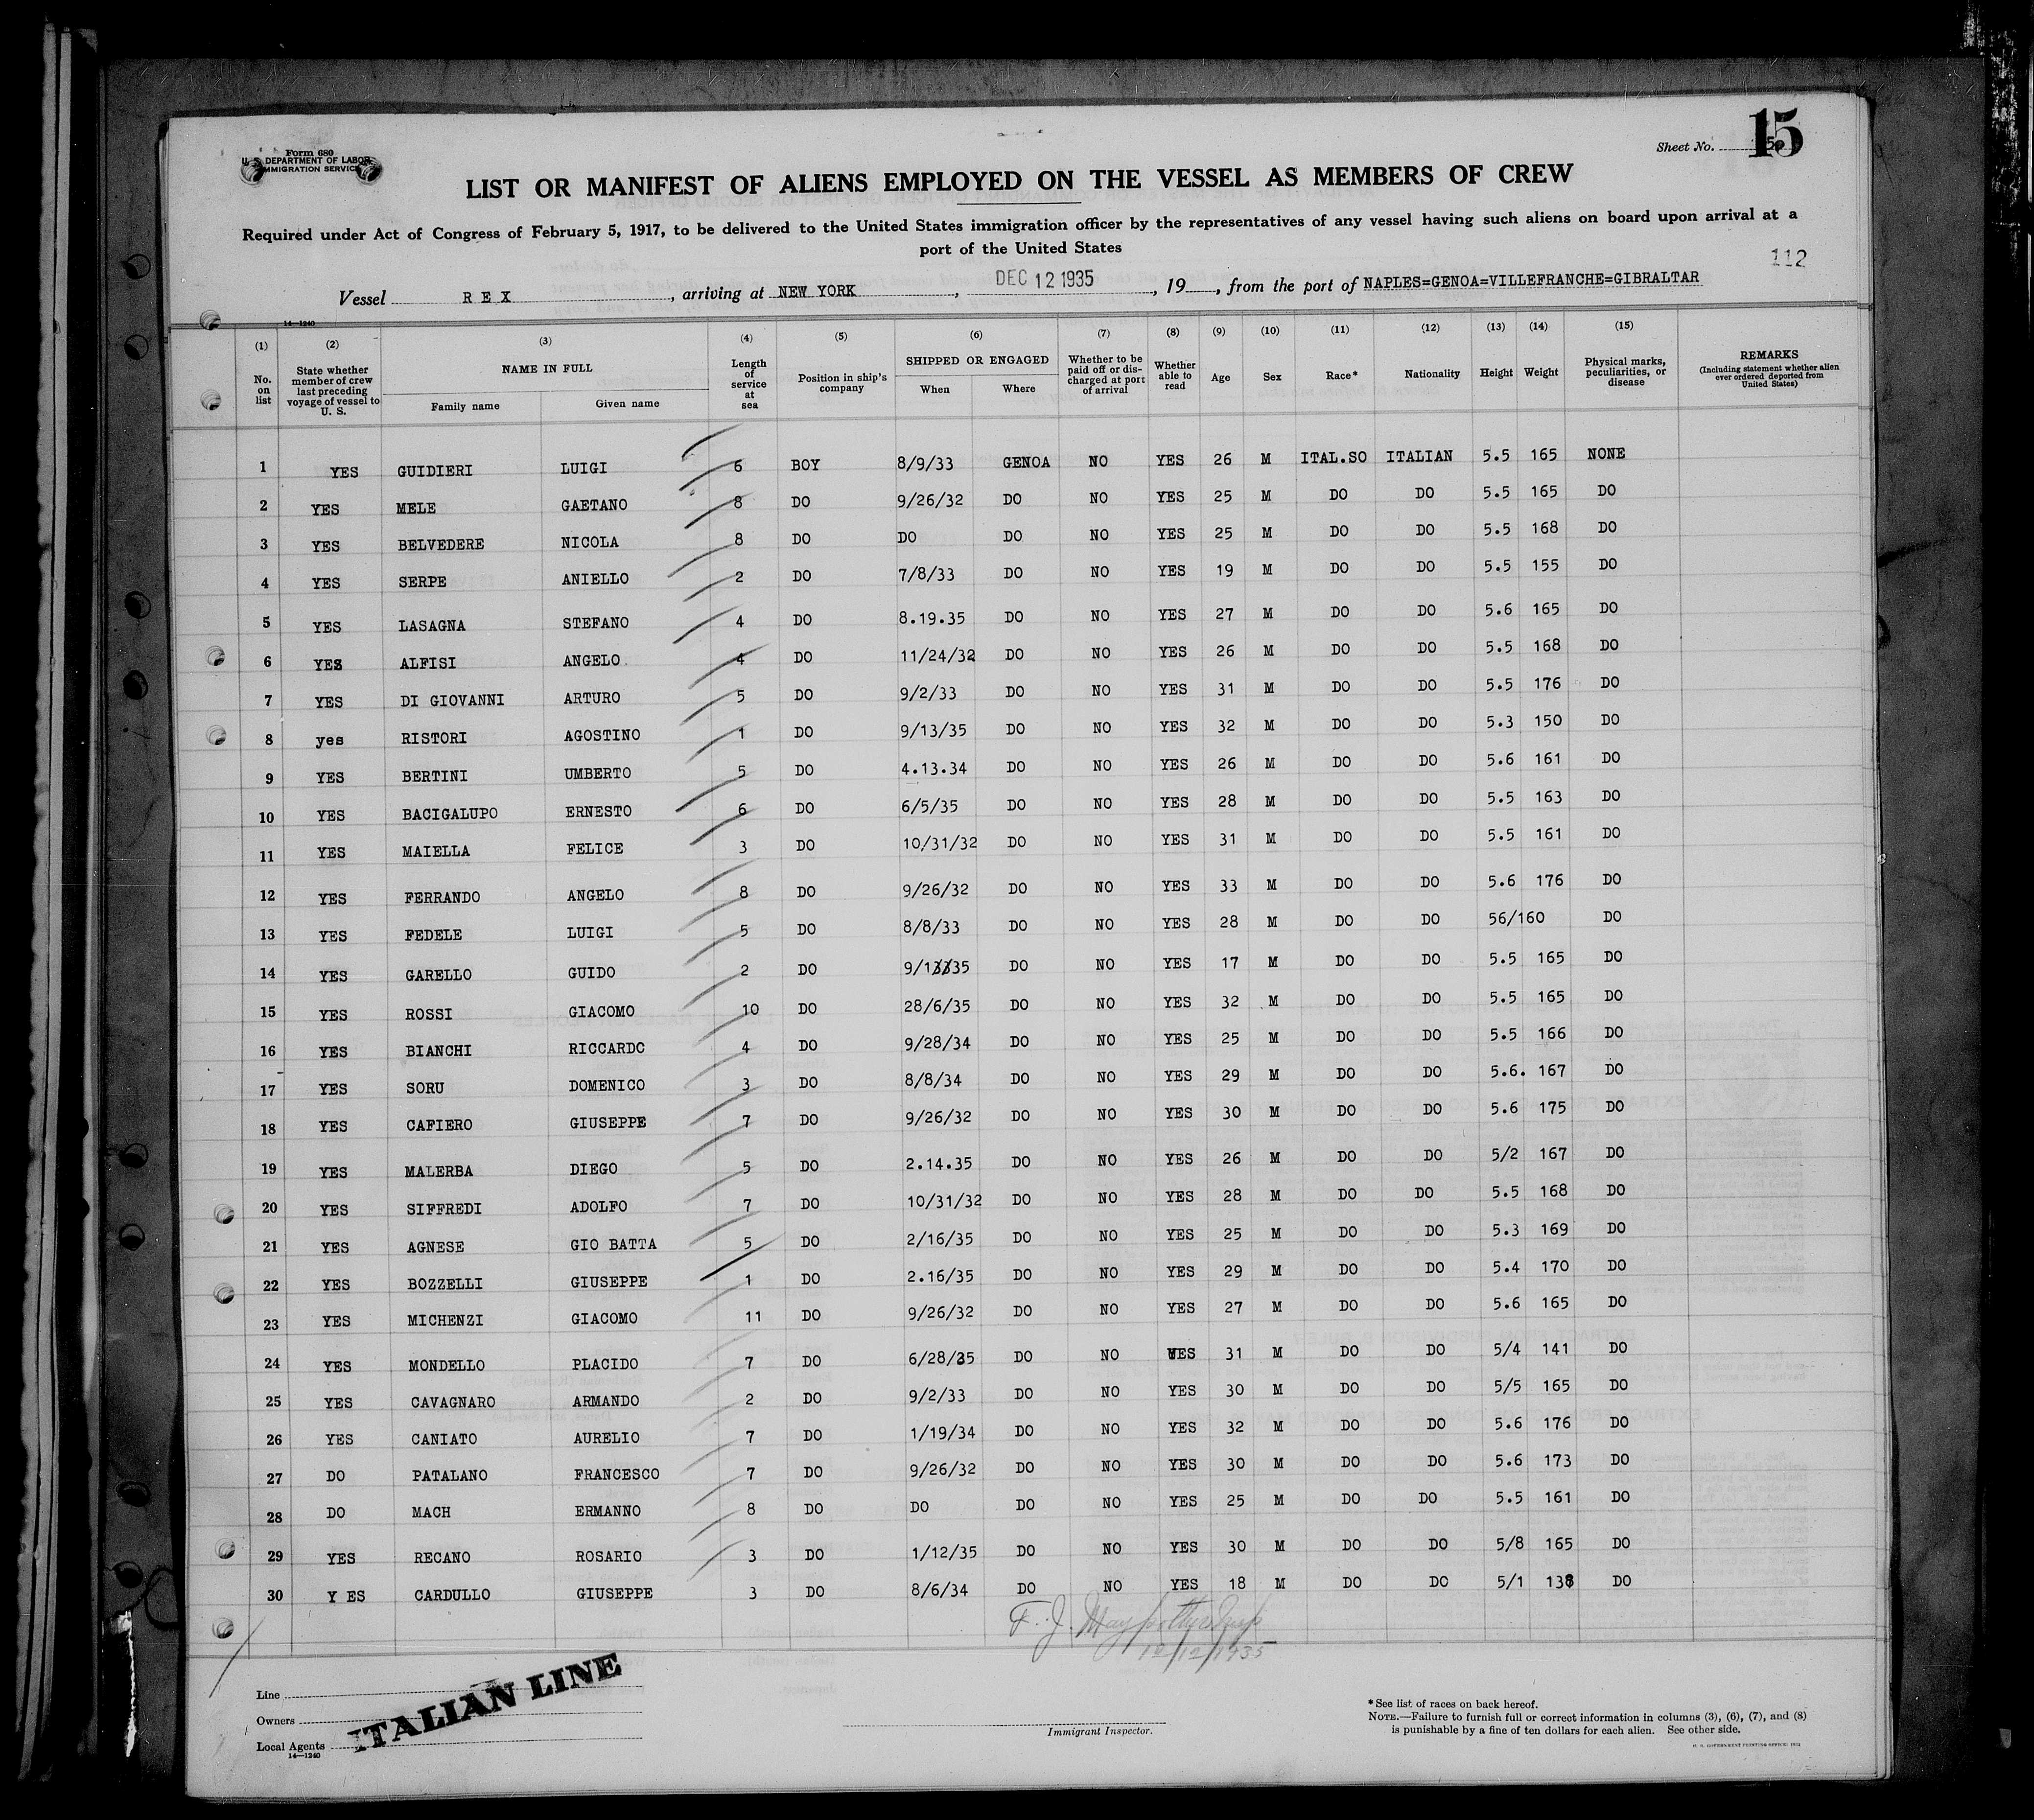 Form 680
U. S. DEPARTMENT OF LABOR
IMMIGRATION SERVICE
Sheet No. 15
LIST OR MANIFEST OF ALIENS EMPLOYED ON THE VESSEL AS MEMBERS OF CREW
Required under Act of Congress of February 5, 1917, to be delivered to the United States immigration officer by the representatives of any vessel having such aliens on board upon arrival at a
port of the United States
112
Vessel REX, arriving at NEW YORK, DEC 12 1935, 19, from the port of NAPLES=GENOA=VILLEFRANCHE=GIBRALTAR
14—1240
(1) No. on list (2) State whether member of crew last preceding voyage of vessel to U. S. (3) NAME IN FULL Family name Given name (4) Length of service at sea (5) Position in ship's company (6) SHIPPED OR ENGAGED When Where (7) Whether to be paid off or discharged at port of arrival (8) Whether able to read (9) Age (10) Sex (11) Race* (12) Nationality (13) Height (14) Weight (15) Physical marks, peculiarities, or disease REMARKS (Including statement whether alien ever ordered deported from United States)
1 YES GUIDIERI LUIGI 6 BOY 8/9/33 GENOA NO YES 26 M ITAL.SO ITALIAN 5.5 165 NONE
2 YES MELE GAETANO 8 DO 9/26/32 DO NO YES 25 M DO DO 5.5 165 DO
3 YES BELVEDERE NICOLA 8 DO DO DO NO YES 25 M DO DO 5.5 168 DO
4 YES SERPE ANIELLO 2 DO 7/8/33 DO NO YES 19 M DO DO 5.5 155 DO
5 YES LASAGNA STEFANO 4 DO 8.19.35 DO NO YES 27 M DO DO 5.6 165 DO
6 YES ALFISI ANGELO 4 DO 11/24/32 DO NO YES 26 M DO DO 5.5 168 DO
7 YES DI GIOVANNI ARTURO 5 DO 9/2/33 DO NO YES 31 M DO DO 5.5 176 DO
8 yes RISTORI AGOSTINO 1 DO 9/13/35 DO NO YES 32 M DO DO 5.3 150 DO
9 YES BERTINI UMBERTO 5 DO 4.13.34 DO NO YES 26 M DO DO 5.6 161 DO
10 YES BACIGALUPO ERNESTO 6 DO 6/5/35 DO NO YES 28 M DO DO 5.5 163 DO
11 YES MAIELLA FELICE 3 DO 10/31/32 DO NO YES 31 M DO DO 5.5 161 DO
12 YES FERRANDO ANGELO 8 DO 9/26/32 DO NO YES 33 M DO DO 5.6 176 DO
13 YES FEDELE LUIGI 5 DO 8/8/33 DO NO YES 28 M DO DO 56/160 DO
14 YES GARELLO GUIDO 2 DO DO NO YES 17 M DO DO 5.5 165 DO
15 YES ROSSI GIACOMO 10 DO 28/6/35 DO NO YES 32 M DO DO 5.5 165 DO
16 YES BIANCHI RICCARDC 4 DO 9/28/34 DO NO YES 25 M DO DO 5.5 166 DO
17 YES SORU DOMENICO 3 DO 8/8/34 DO NO YES 29 M DO DO 5.6. 167 DO
18 YES CAFIERO GIUSEPPE 7 DO 9/26/32 DO NO YES 30 M DO DO 5.6 175 DO
19 YES MALERBA DIEGO 5 DO 2.14.35 DO NO YES 26 M DO DO 5/2 167 DO
20 YES SIFFREDI ADOLFO 7 DO 10/31/32 DO NO YES 28 M DO DO 5.5 168 DO
21 YES AGNESE GIO BATTA 5 DO 2/16/35 DO NO YES 25 M DO DO 5.3 169 DO
22 YES BOZZELLI GIUSEPPE 1 DO 2.16/35 DO NO YES 29 M DO DO 5.4 170 DO
23 YES MICHENZI GIACOMO 11 DO 9/26/32 DO NO YES 27 M DO DO 5.6 165 DO
24 YES MONDELLO PLACIDO 7 DO 6/28/35 DO NO YES 31 M DO DO 5/4 141 DO
25 YES CAVAGNARO ARMANDO 2 DO 9/2/33 DO NO YES 30 M DO DO 5/5 165 DO
26 YES CANIATO AURELIO 7 DO 1/19/34 DO NO YES 32 M DO DO 5.6 176 DO
27 DO PATALANO FRANCESCO 7 DO 9/26/32 DO NO YES 30 M DO DO 5.6 173 DO
28 DO MACH ERMANNO 8 DO DO DO NO YES 25 M DO DO 5.5 161 DO
29 YES RECANO ROSARIO 3 DO 1/12/35 DO NO YES 30 M DO DO 5/8 165 DO
30 Y ES CARDULLO GIUSEPPE 3 DO 8/6/34 DO NO YES 18 M DO DO 5/1 138 DO
F. J.
12/12/1935
Line
Owners
Local Agents
ITALIAN LINE
14—1240
Immigrant Inspector.
*See list of races on back hereof.
NOTE.—Failure to furnish full or correct information in columns (3), (6), (7), and (8)
is punishable by a fine of ten dollars for each alien. See other side.